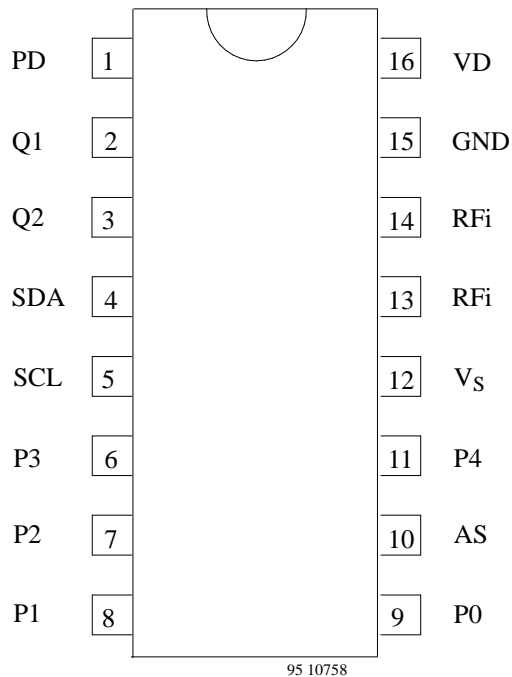 PD 1 16 VD
Q1 2 15 GND
Q2 3 14 RFi
SDA 4 13 RFi
SCL 5 12 VS
P3 6 11 P4
P2 7 10 AS
P1 8 9 P0
95 10758